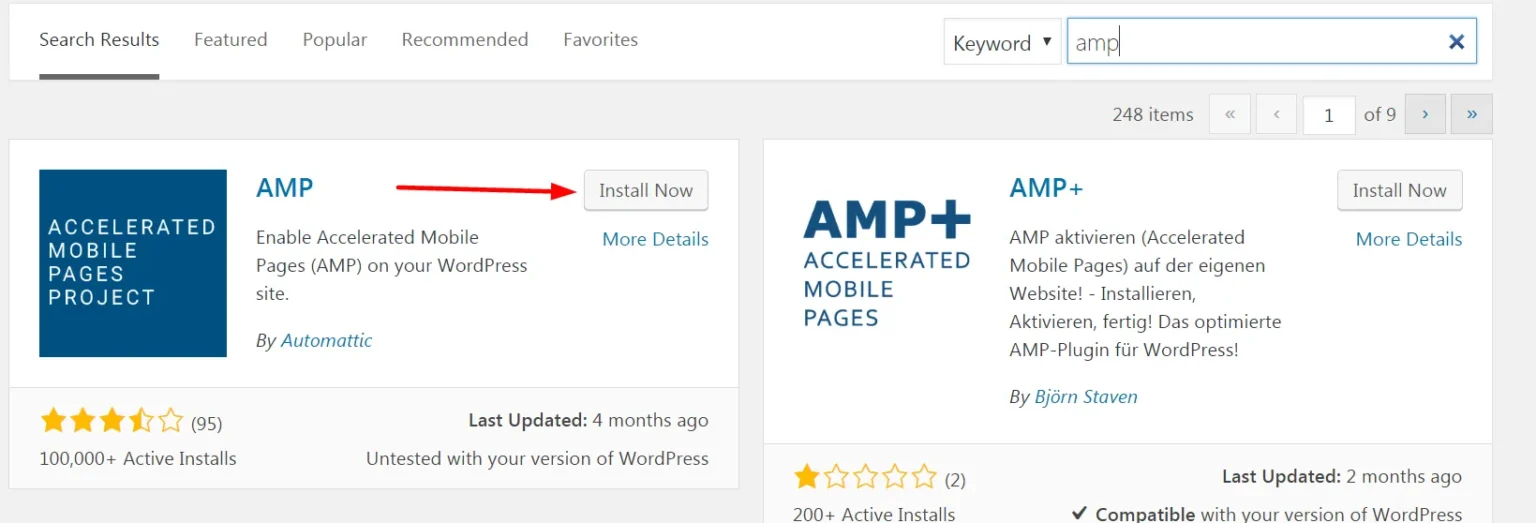 Search Results Featured Popular Recommended Favorites Keyword ▼ amp ×
248 items « ‹ 1 of 9 › »
ACCELERATED
MOBILE
PAGES
PROJECT
AMP
Install Now
More Details
Enable Accelerated Mobile
Pages (AMP) on your WordPress
site.
By Automattic
(95)
Last Updated: 4 months ago
100,000+ Active Installs
Untested with your version of WordPress
AMP+
ACCELERATED
MOBILE
PAGES
AMP+
Install Now
More Details
AMP aktivieren (Accelerated
Mobile Pages) auf der eigenen
Website! - Installieren,
Aktivieren, fertig! Das optimierte
AMP-Plugin für WordPress!
By Björn Staven
(2)
Last Updated: 2 months ago
200+ Active Installs
✔ Compatible with your version of WordPress